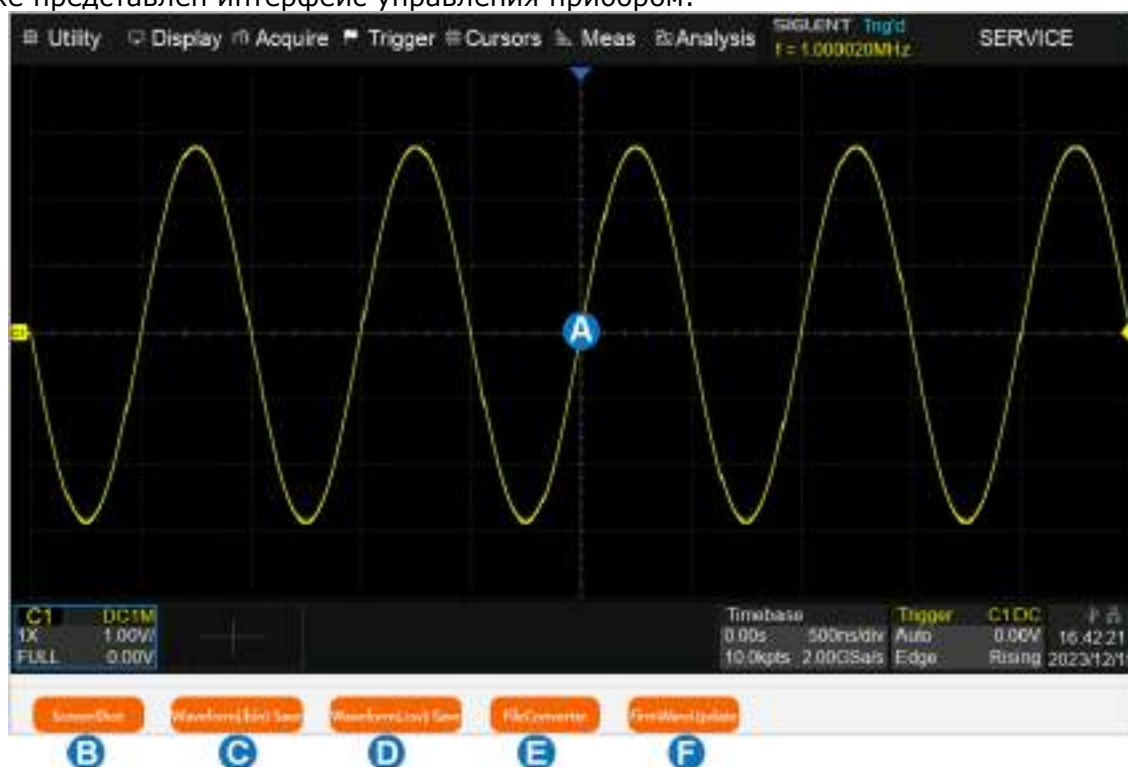 же представлен интерфейс управления прибором.
Utility Display Acquire Trigger Cursors Meas Analysis SIGLENT Trig'd SERVICE
f = 1.000020MHz
A
C1 DC1M
1X 1.00V/
FULL 0.00V
Timebase
0.00s 500ns/div
10.0kpts 2.00GSa/s
Trigger C1 DC
Auto 0.00V
Edge Rising
16:42:21
2023/12/1
ScreenShot Waveform(.bin) Save Waveform(.csv) Save FileConverter FirmWareUpdate
B C D E F